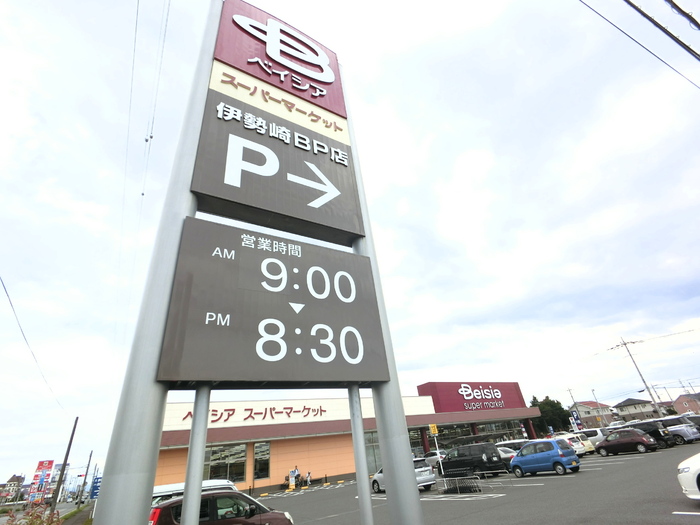 B
ベイシア
スーパーマーケット
伊勢崎BP店
P→
営業時間
AM
9:00
▼
PM
8:30
ベイシア スーパーマーケット
Beisia
super market